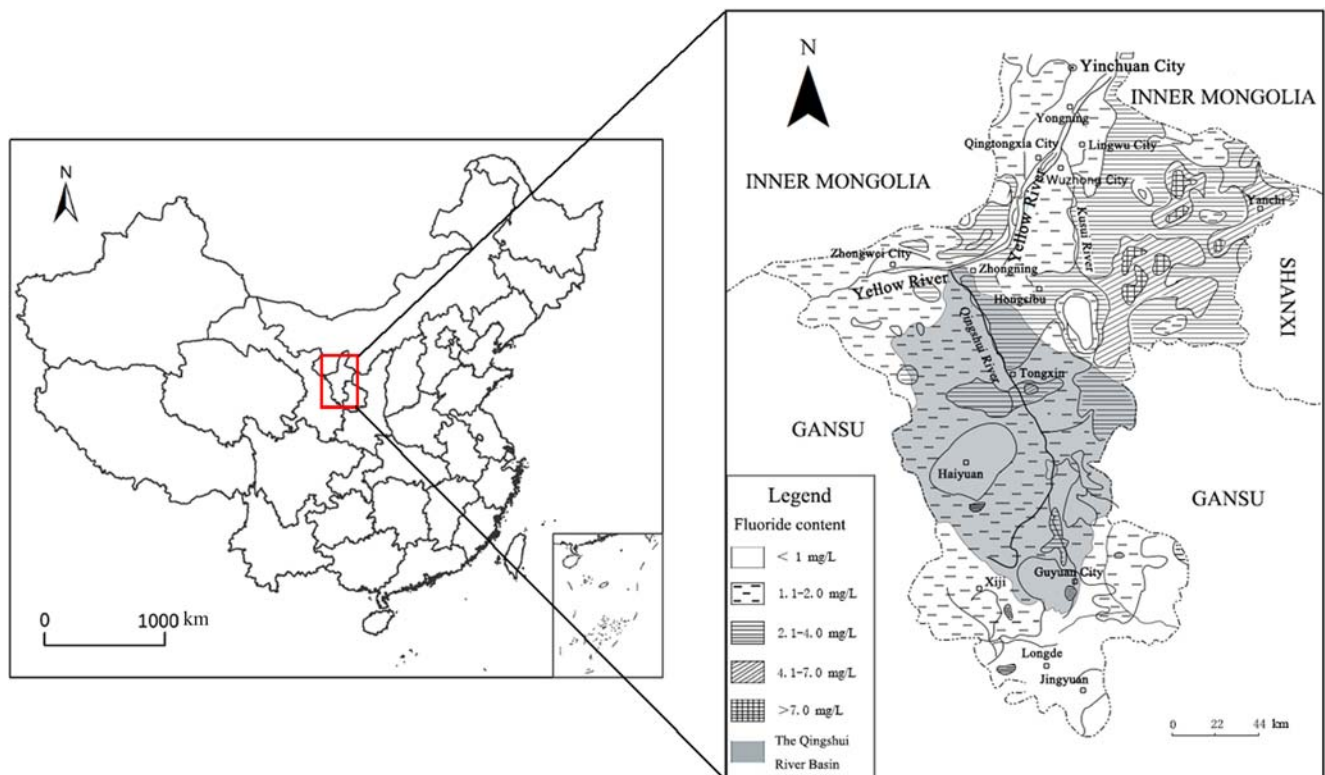 N
0
1000 km
N
Yinchuan City
INNER MONGOLIA
Yongning
Qingtongxia City
Lingwu City
INNER MONGOLIA
Wuzhong City
Yellow River
Kusui River
Yanchi
Zhongwei City
Zhongning
Yellow River
Hongsibu
SHANXI
Qingshui River
Tongxin
GANSU
Haiyuan
GANSU
Guyuan City
Xiji
Longde
Jingyuan
Legend
Fluoride content
< 1 mg/L
1.1-2.0 mg/L
2.1-4.0 mg/L
4.1-7.0 mg/L
>7.0 mg/L
The Qingshui
River Basin
0 22 44 km